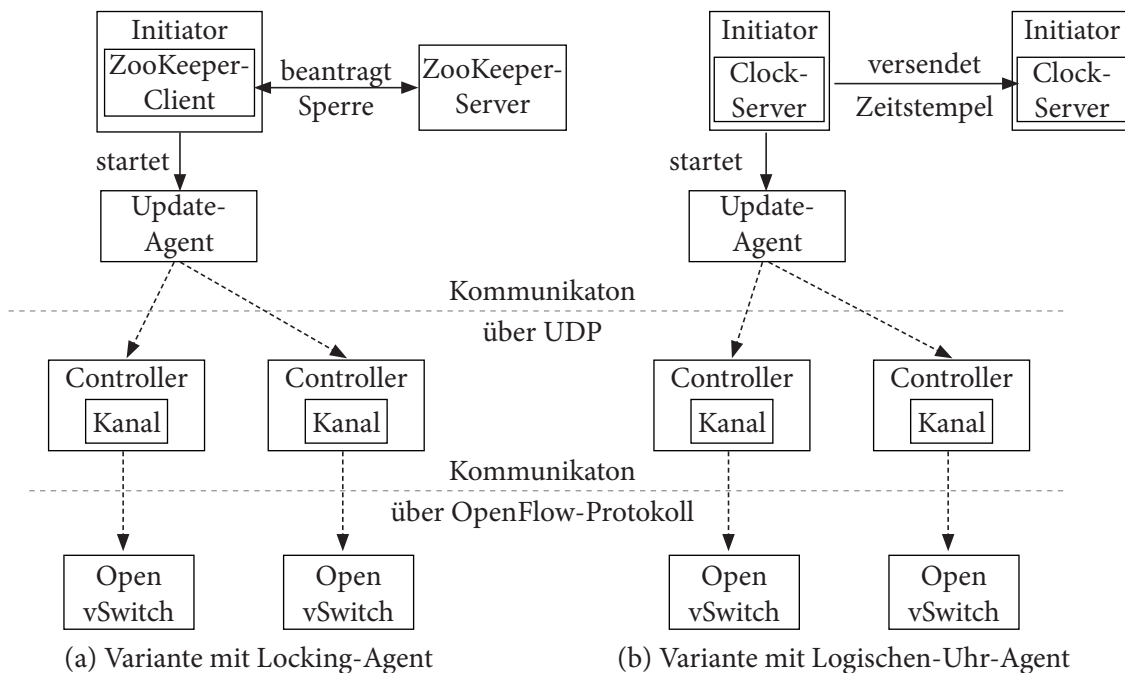 Initiator
ZooKeeper-
Client
beantragt
Sperre
ZooKeeper-
Server
startet
Update-
Agent
Initiator
Clock-
Server
versendet
Zeitstempel
Initiator
Clock-
Server
startet
Update-
Agent
Kommunikaton
über UDP
Controller
Kanal
Controller
Kanal
Controller
Kanal
Controller
Kanal
Kommunikaton
über OpenFlow-Protokoll
Open
vSwitch
Open
vSwitch
Open
vSwitch
Open
vSwitch
(a) Variante mit Locking-Agent
(b) Variante mit Logischen-Uhr-Agent